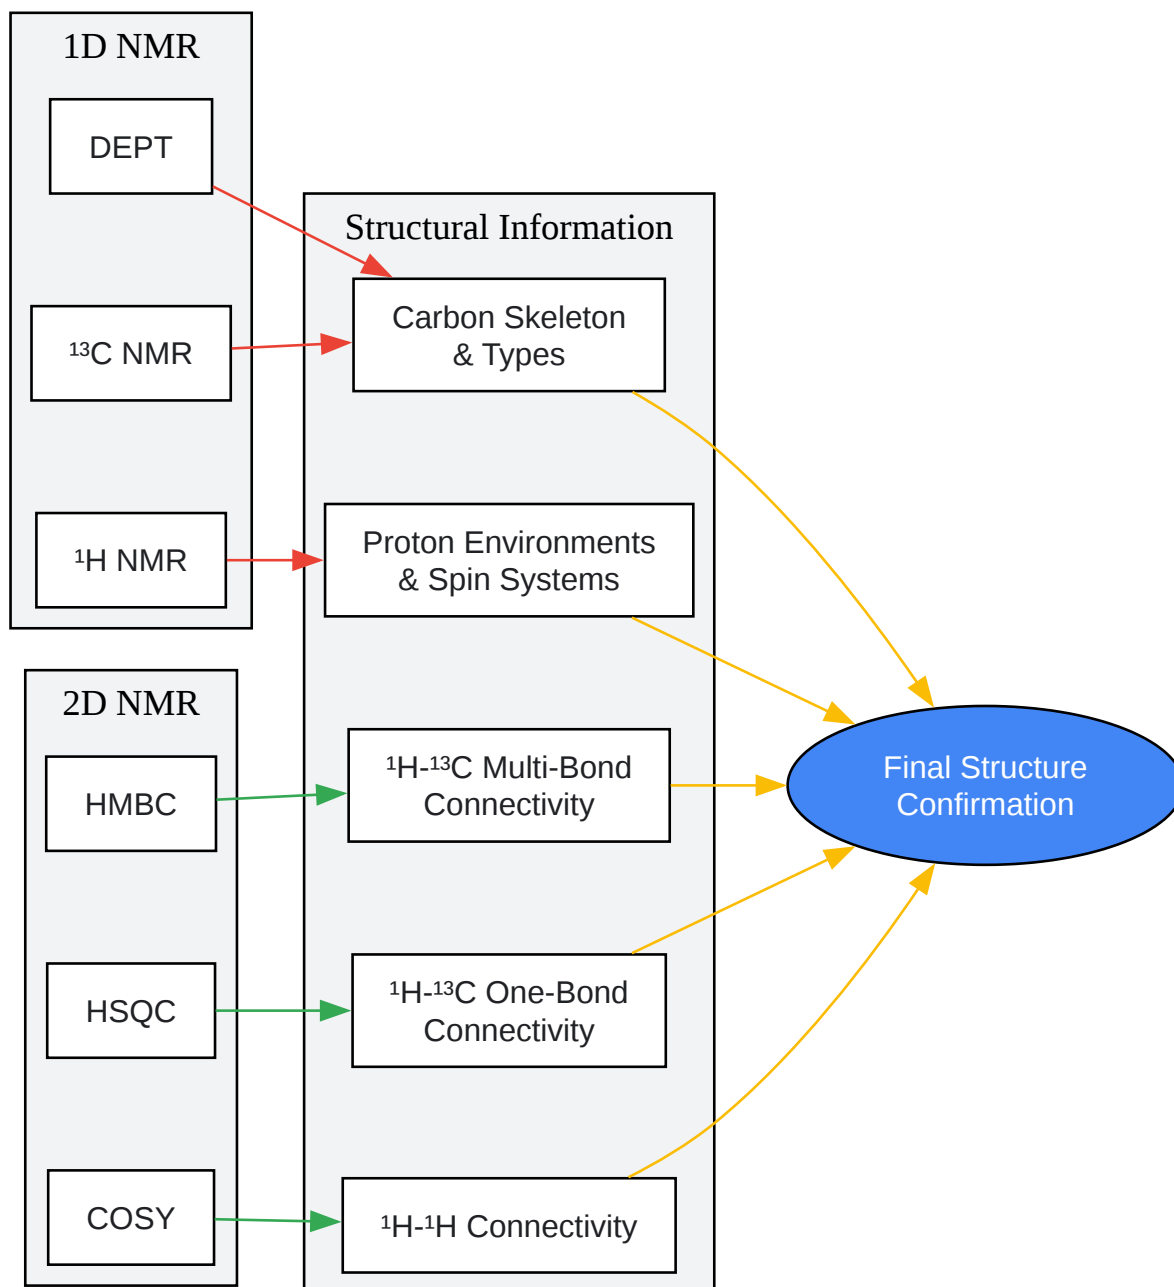 1D NMR
DEPT
¹³C NMR
¹H NMR
2D NMR
HMBC
HSQC
COSY
Structural Information
Carbon Skeleton
& Types
Proton Environments
& Spin Systems
¹H-¹³C Multi-Bond
Connectivity
¹H-¹³C One-Bond
Connectivity
¹H-¹H Connectivity
Final Structure
Confirmation